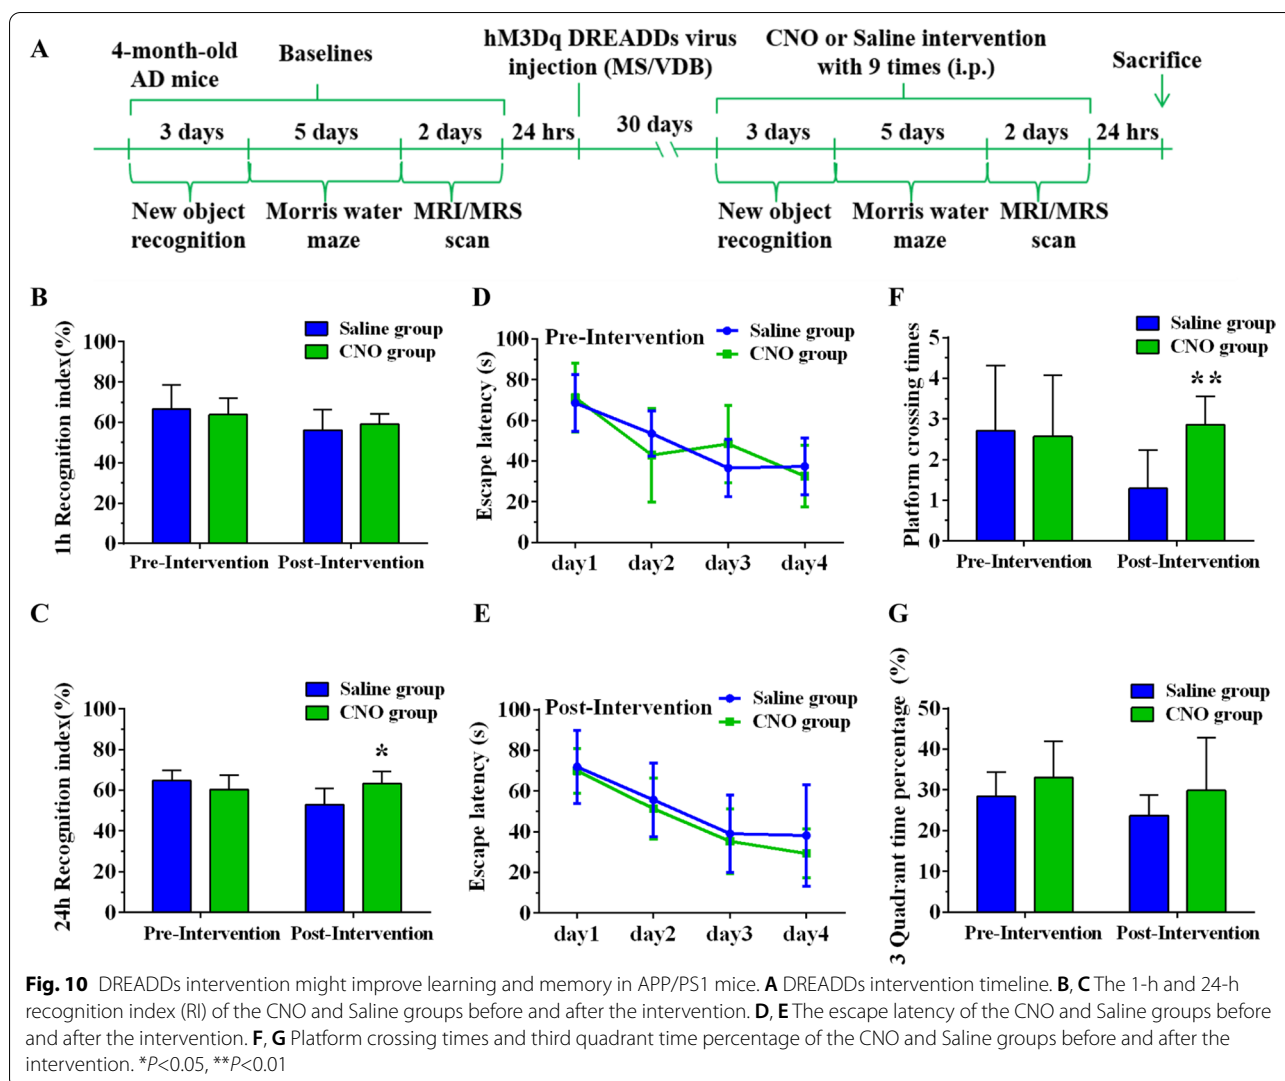 A
4-month-old
AD mice
Baselines
hM3Dq DREADDs virus
injection (MS/VDB)
CNO or Saline intervention
with 9 times (i.p.)
Sacrifice
3 days
5 days
2 days
24 hrs
30 days
3 days
5 days
2 days
24 hrs
New object
recognition
Morris water
maze
MRI/MRS
scan
New object
recognition
Morris water
maze
MRI/MRS
scan
B
1h Recognition index(%)
Saline group
CNO group
100
80
60
40
20
0
Pre-Intervention
Post-Intervention
D
Escape latency (s)
Pre-Intervention
Saline group
CNO group
100
80
60
40
20
0
day1
day2
day3
day4
F
Platform crossing times
Saline group
CNO group
5
4
3
2
1
0
**
Pre-Intervention
Post-Intervention
C
24h Recognition index(%)
Saline group
CNO group
100
80
60
40
20
0
*
Pre-Intervention
Post-Intervention
E
Escape latency (s)
Post-Intervention
Saline group
CNO group
100
80
60
40
20
0
day1
day2
day3
day4
G
3 Quadrant time percentage (%)
Saline group
CNO group
50
40
30
20
10
0
Pre-Intervention
Post-Intervention
Fig. 10 DREADDs intervention might improve learning and memory in APP/PS1 mice. A DREADDs intervention timeline. B, C The 1-h and 24-h
recognition index (RI) of the CNO and Saline groups before and after the intervention. D, E The escape latency of the CNO and Saline groups before
and after the intervention. F, G Platform crossing times and third quadrant time percentage of the CNO and Saline groups before and after the
intervention. *P<0.05, **P<0.01